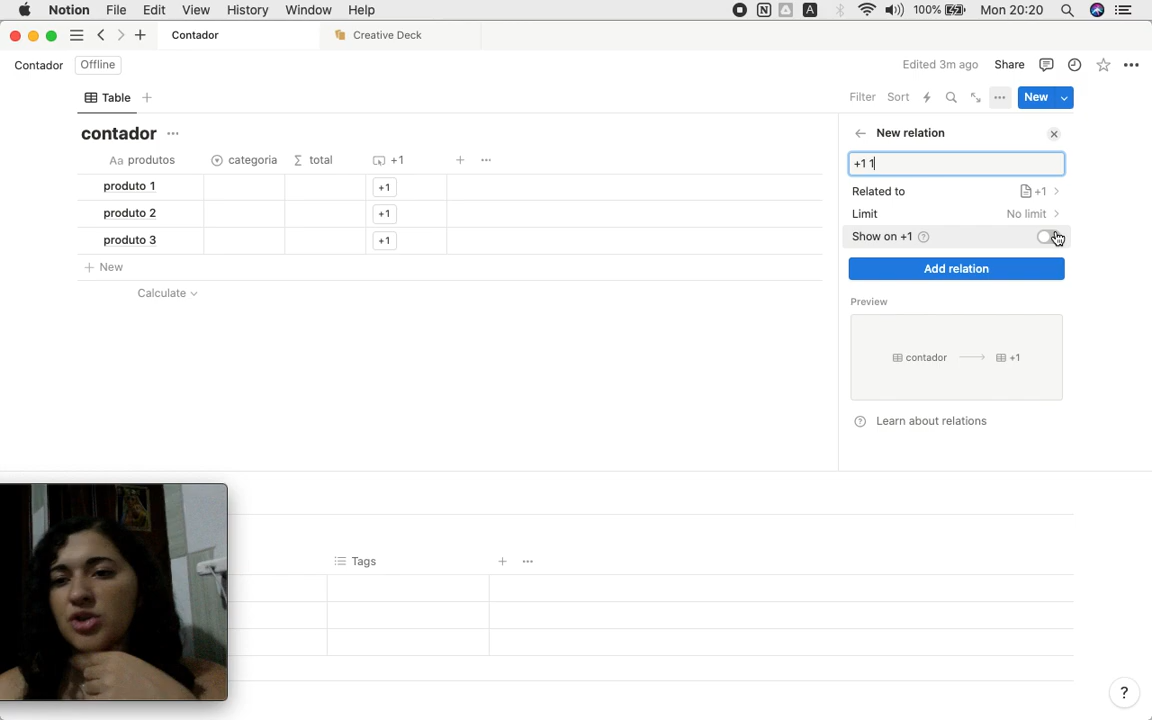 Notion File Edit View History Window Help 100% Mon 20:20
Contador Creative Deck
Contador Offline Edited 3m ago Share
Table Filter Sort New
contador
New relation
Aa produtos categoria Σ total +1
+1 1
produto 1 +1
Related to +1
produto 2 +1
Limit No limit
produto 3 +1
Show on +1
+ New
Add relation
Calculate
Preview
contador +1
Learn about relations
Tags